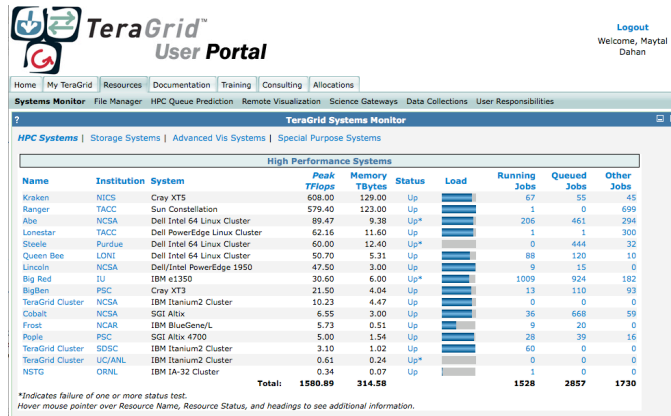 TeraGrid™
User Portal
Logout
Welcome, Maytal
Dahan
Home My TeraGrid Resources Documentation Training Consulting Allocations
Systems Monitor File Manager HPC Queue Prediction Remote Visualization Science Gateways Data Collections User Responsibilities
? TeraGrid Systems Monitor
HPC Systems | Storage Systems | Advanced Vis Systems | Special Purpose Systems
High Performance Systems
Name Institution System Peak TFlops Memory TBytes Status Load Running Jobs Queued Jobs Other Jobs
Kraken NICS Cray XT5 608.00 129.00 Up 67 55 45
Ranger TACC Sun Constellation 579.40 123.00 Up 1 0 699
Abe NCSA Dell Intel 64 Linux Cluster 89.47 9.38 Up* 206 461 294
Lonestar TACC Dell PowerEdge Linux Cluster 62.16 11.60 Up 1 1 300
Steele Purdue Dell Intel 64 Linux Cluster 60.00 12.40 Up* 0 444 32
Queen Bee LONI Dell Intel 64 Linux Cluster 50.70 5.31 Up 88 120 10
Lincoln NCSA Dell/Intel PowerEdge 1950 47.50 3.00 Up 9 15 0
Big Red IU IBM e1350 30.60 6.00 Up* 1009 924 182
BigBen PSC Cray XT3 21.50 4.04 Up 13 110 93
TeraGrid Cluster NCSA IBM Itanium2 Cluster 10.23 4.47 Up 0 0 0
Cobalt NCSA SGI Altix 6.55 3.00 Up 36 668 59
Frost NCAR IBM BlueGene/L 5.73 0.51 Up 9 20 0
Pople PSC SGI Altix 4700 5.00 1.54 Up 28 39 16
TeraGrid Cluster SDSC IBM Itanium2 Cluster 3.10 1.02 Up 60 0 0
TeraGrid Cluster UC/ANL IBM Itanium2 Cluster 0.61 0.24 Up* 0 0 0
NSTG ORNL IBM IA-32 Cluster 0.34 0.07 Up 1 0 0
Total: 1580.89 314.58 1528 2857 1730
*Indicates failure of one or more status test.
Hover mouse pointer over Resource Name, Resource Status, and headings to see additional information.